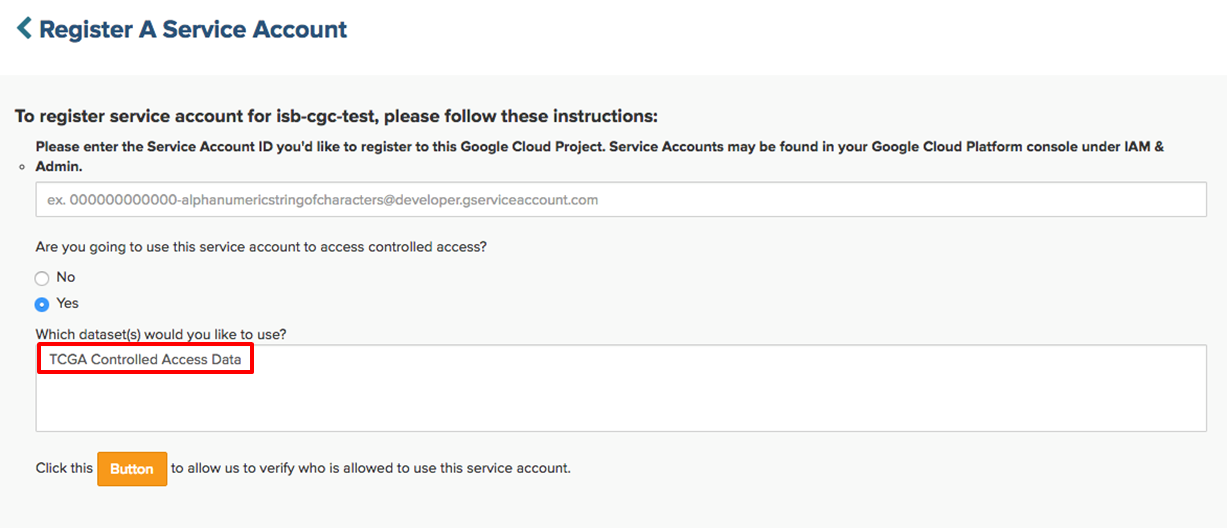 Register A Service Account
To register service account for isb-cgc-test, please follow these instructions:
Please enter the Service Account ID you'd like to register to this Google Cloud Project. Service Accounts may be found in your Google Cloud Platform console under IAM &
Admin.
ex. 000000000000-alphanumericstringofcharacters@developer.gserviceaccount.com
Are you going to use this service account to access controlled access?
No
Yes
Which dataset(s) would you like to use?
TCGA Controlled Access Data
Click this Button to allow us to verify who is allowed to use this service account.